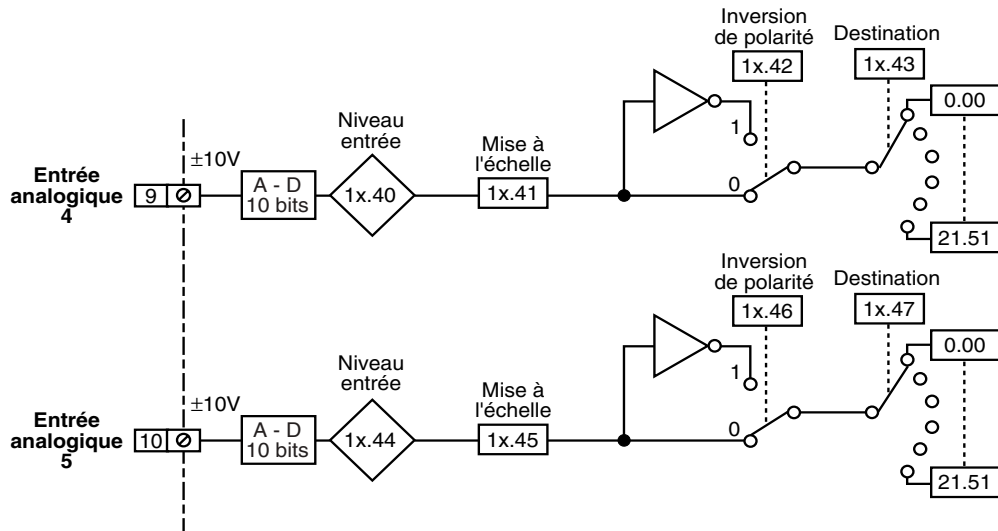 Inversion
de polarité
Destination
1x.42
1x.43
0.00
Niveau
entrée
1
Mise à
l'échelle
±10V
Entrée
analogique
4
9
A - D
10 bits
1x.40
1x.41
0
21.51
Inversion
de polarité
Destination
1x.46
1x.47
0.00
Niveau
entrée
1
Mise à
l'échelle
±10V
Entrée
analogique
5
10
A - D
10 bits
1x.44
1x.45
0
21.51